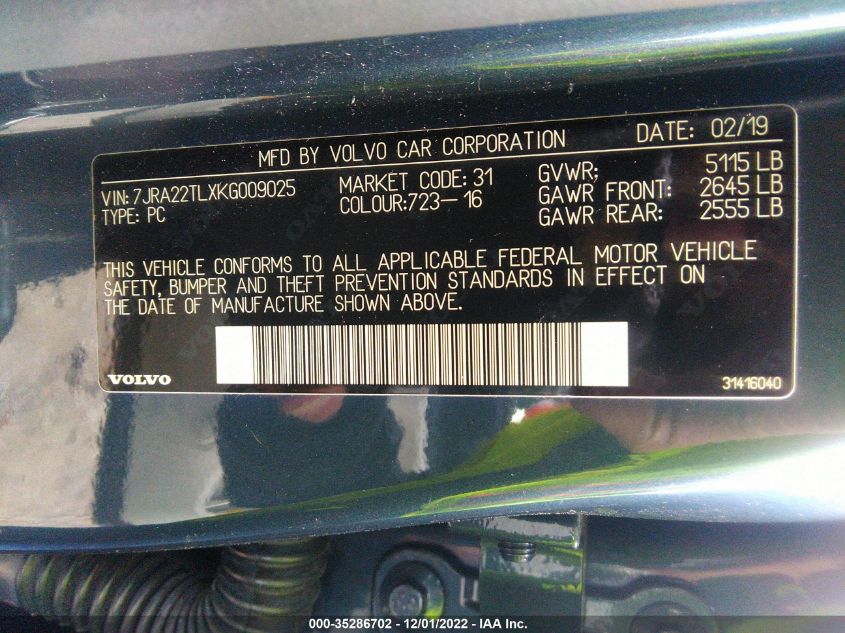 MFD BY VOLVO CAR CORPORATION DATE: 02/19
VIN: 7JRA22TLXKG009025 MARKET CODE: 31 GVWR; 5115 LB
TYPE: PC COLOUR:723-16 GAWR FRONT: 2645 LB
GAWR REAR: 2555 LB
THIS VEHICLE CONFORMS TO ALL APPLICABLE FEDERAL MOTOR VEHICLE
SAFETY, BUMPER AND THEFT PREVENTION STANDARDS IN EFFECT ON
THE DATE OF MANUFACTURE SHOWN ABOVE.
VOLVO 31416040
000-35286702 - 12/01/2022 - IAA Inc.